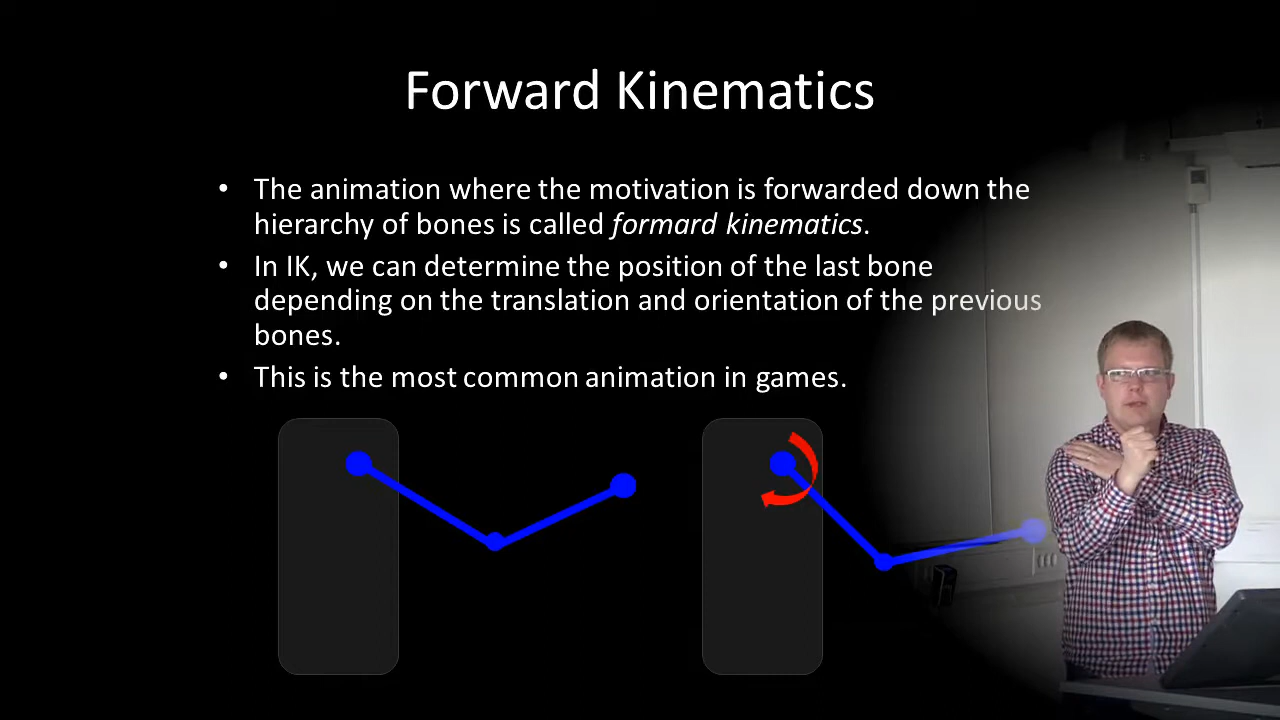 Forward Kinematics
• The animation where the motivation is forwarded down the
hierarchy of bones is called formard kinematics.
• In IK, we can determine the position of the last bone
depending on the translation and orientation of the previous
bones.
• This is the most common animation in games.